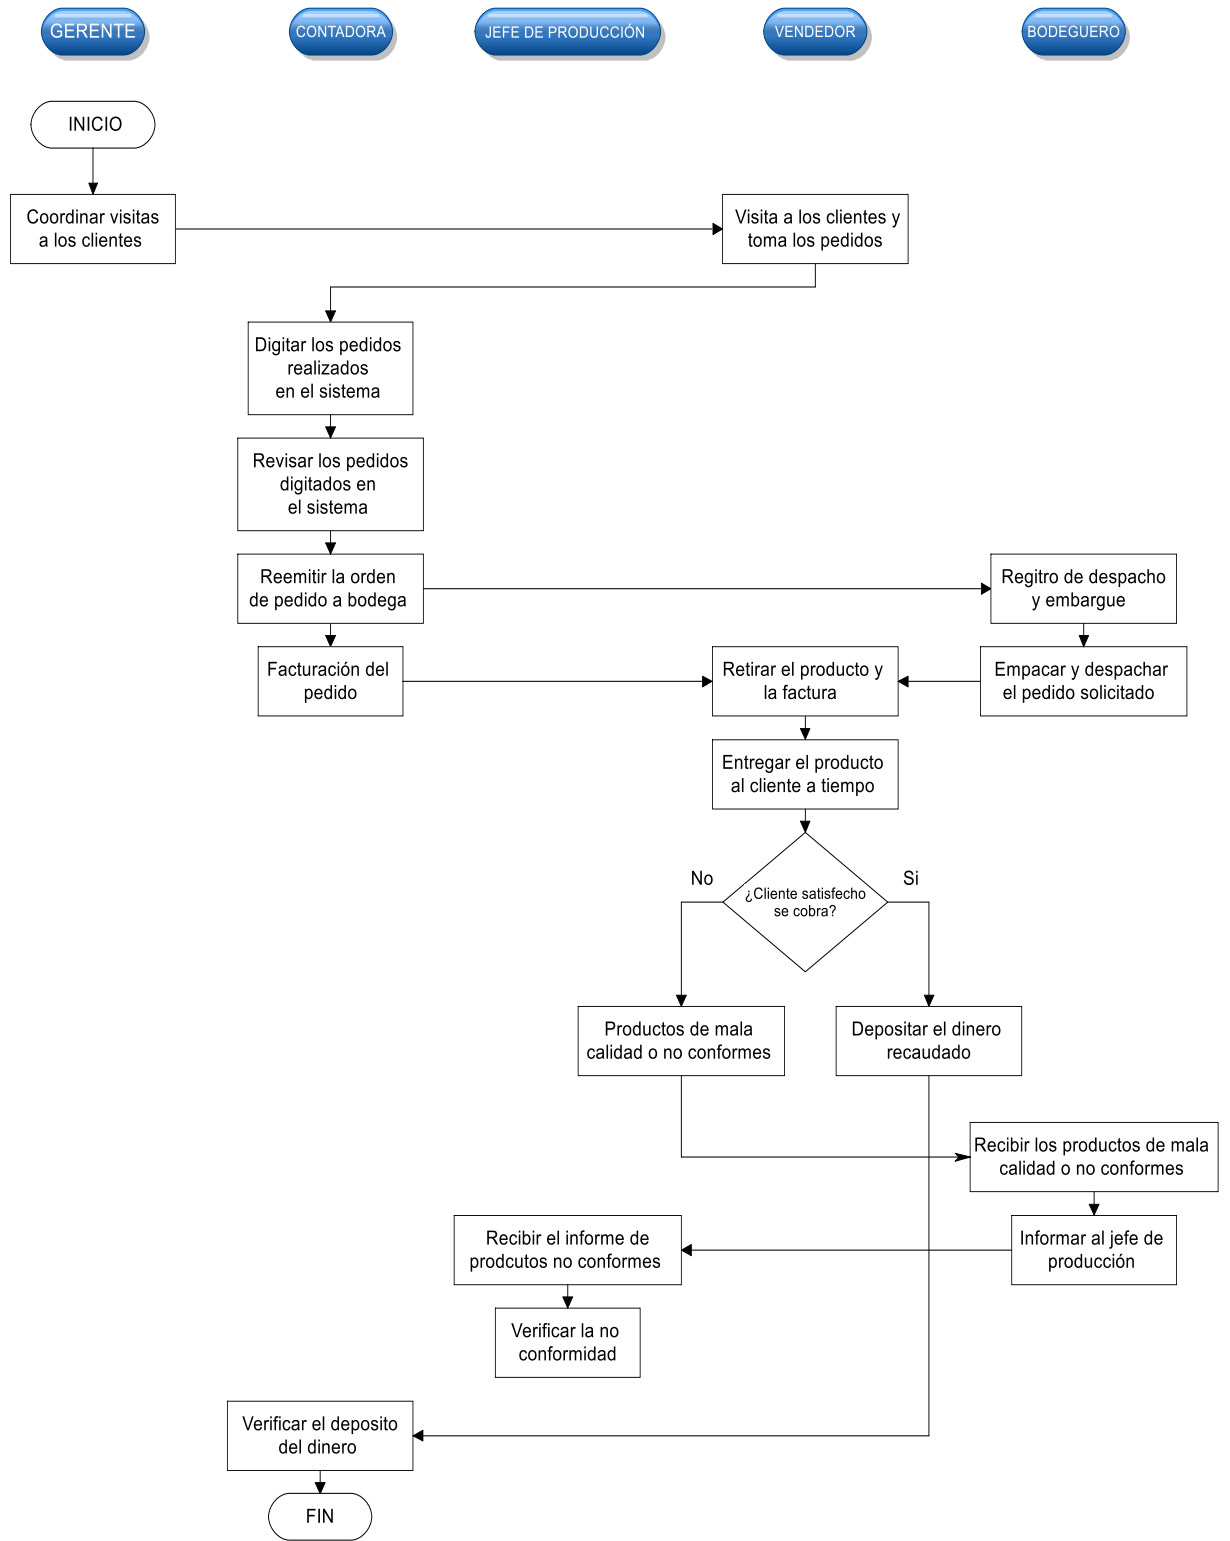 GERENTE
CONTADORA
JEFE DE PRODUCCIÓN
VENDEDOR
BODEGUERO
INICIO
Coordinar visitas
a los clientes
Visita a los clientes y
toma los pedidos
Digitar los pedidos
realizados
en el sistema
Revisar los pedidos
digitados en
el sistema
Reemitir la orden
de pedido a bodega
Regitro de despacho
y embargue
Facturación del
pedido
Retirar el producto y
la factura
Empacar y despachar
el pedido solicitado
Entregar el producto
al cliente a tiempo
No
¿Cliente satisfecho
se cobra?
Si
Productos de mala
calidad o no conformes
Depositar el dinero
recaudado
Recibir los productos de mala
calidad o no conformes
Recibir el informe de
prodcutos no conformes
Informar al jefe de
producción
Verificar la no
conformidad
Verificar el deposito
del dinero
FIN